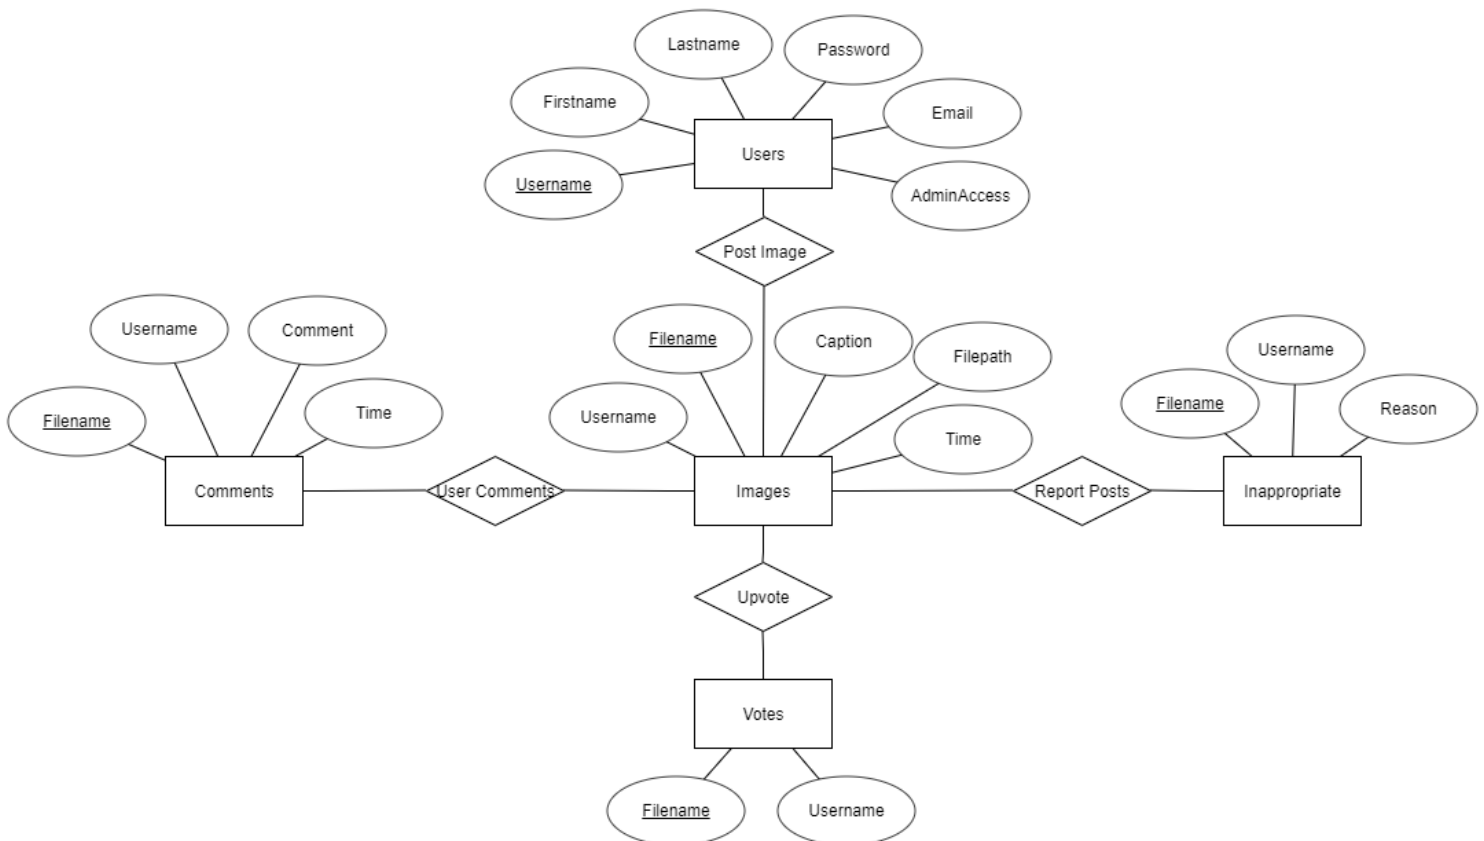 Lastname
Password
Firstname
Email
Users
Username
AdminAccess
Post Image
Username
Comment
Filename
Caption
Filepath
Username
Filename
Time
Username
Time
Filename
Reason
Comments
User Comments
Images
Report Posts
Inappropriate
Upvote
Votes
Filename
Username